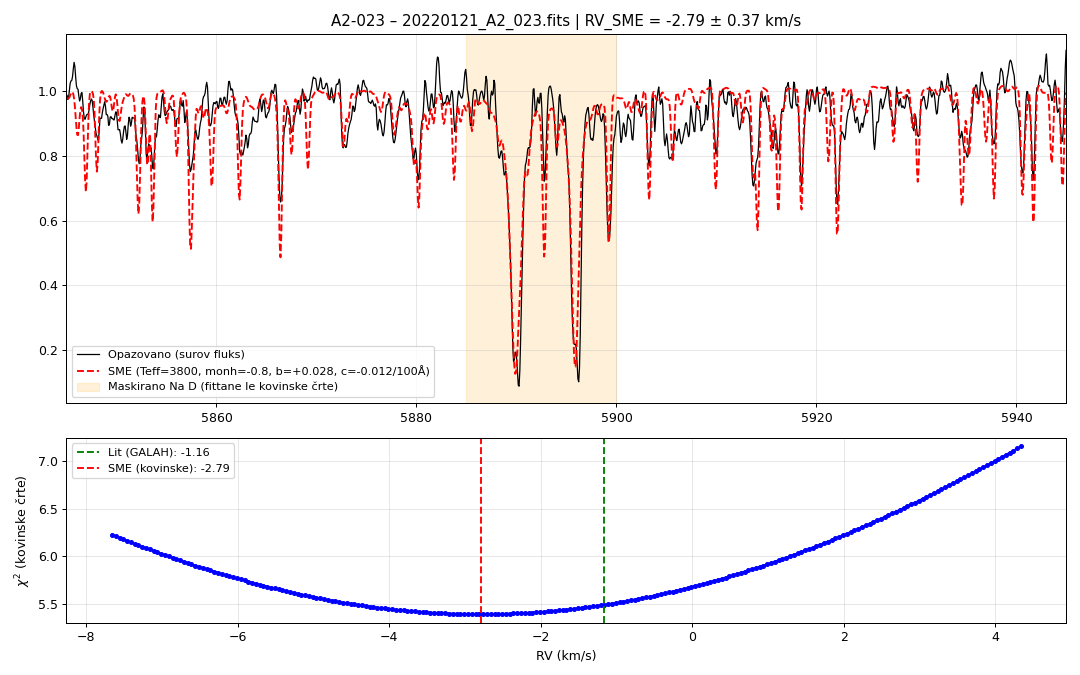 A2-023 – 20220121_A2_023.fits | RV_SME = -2.79 ± 0.37 km/s
1.0
0.8
0.6
0.4
0.2
Opazovano (surov fluks)
SME (Teff=3800, monh=-0.8, b=+0.028, c=-0.012/100Å)
Maskirano Na D (fittane le kovinske črte)
5860 5880 5900 5920 5940
χ² (kovinske črte)
7.0
6.5
6.0
5.5
Lit (GALAH): -1.16
SME (kovinske): -2.79
−8 −6 −4 −2 0 2 4
RV (km/s)